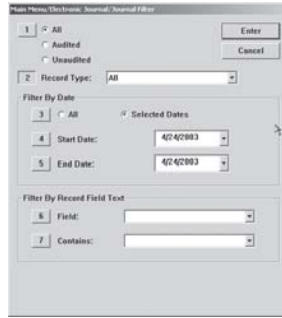 Main Menu/Electronic Journal/Journal Filter
1 All Enter
Audited Cancel
Unaudited
2 Record Type: All
Filter By Date
3 All Selected Dates
4 Start Date: 4/24/2003
5 End Date: 4/24/2003
Filter By Record Field Text
6 Field:
7 Contains: